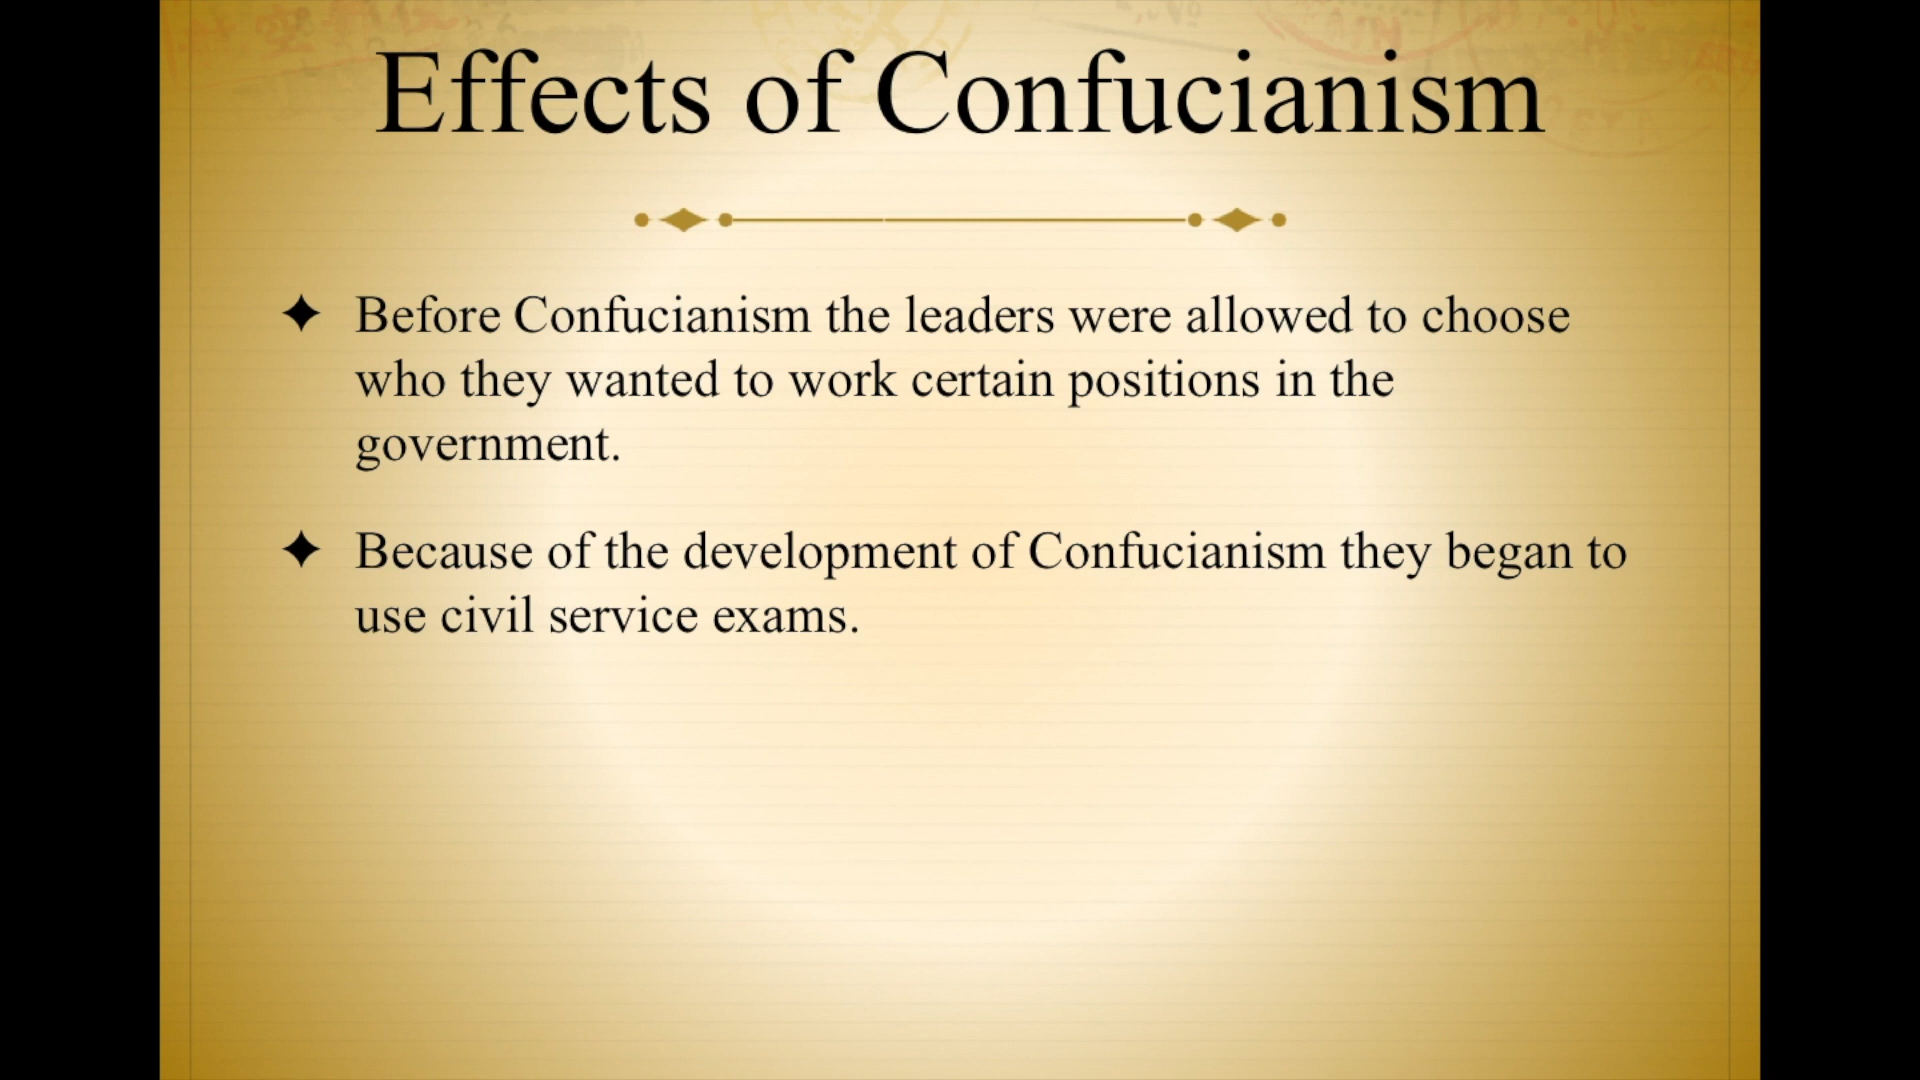 Effects of Confucianism
Before Confucianism the leaders were allowed to choose
who they wanted to work certain positions in the
government.
Because of the development of Confucianism they began to
use civil service exams.